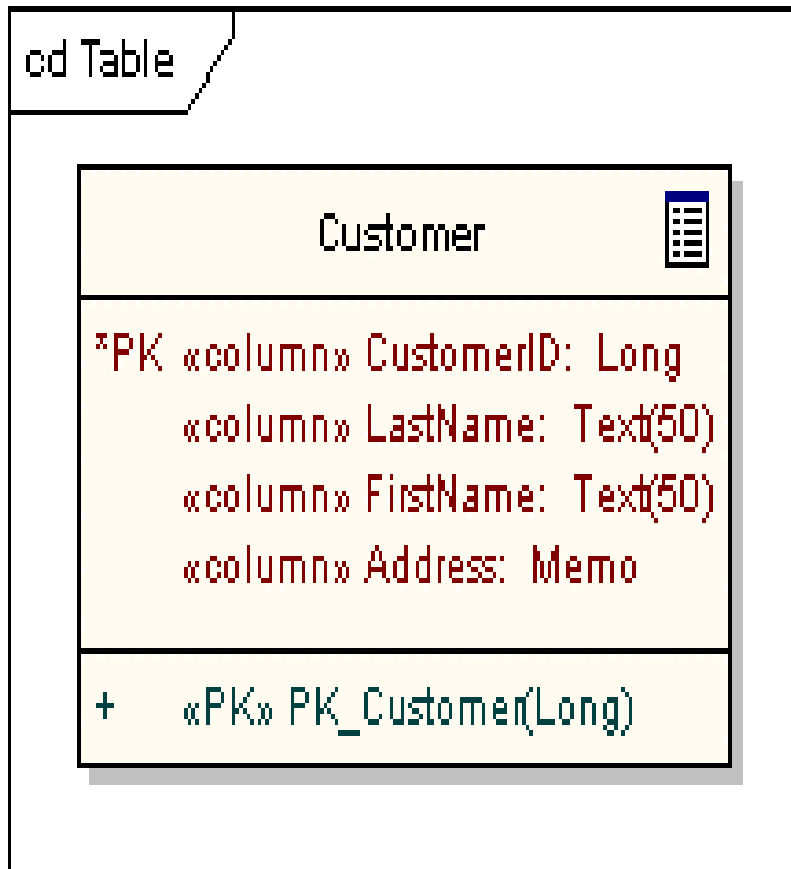 cd Table
Customer
*PK «column» CustomerID: Long
«column» LastName: Text(50)
«column» FirstName: Text(50)
«column» Address: Memo
+ «PK» PK_Customer(Long)